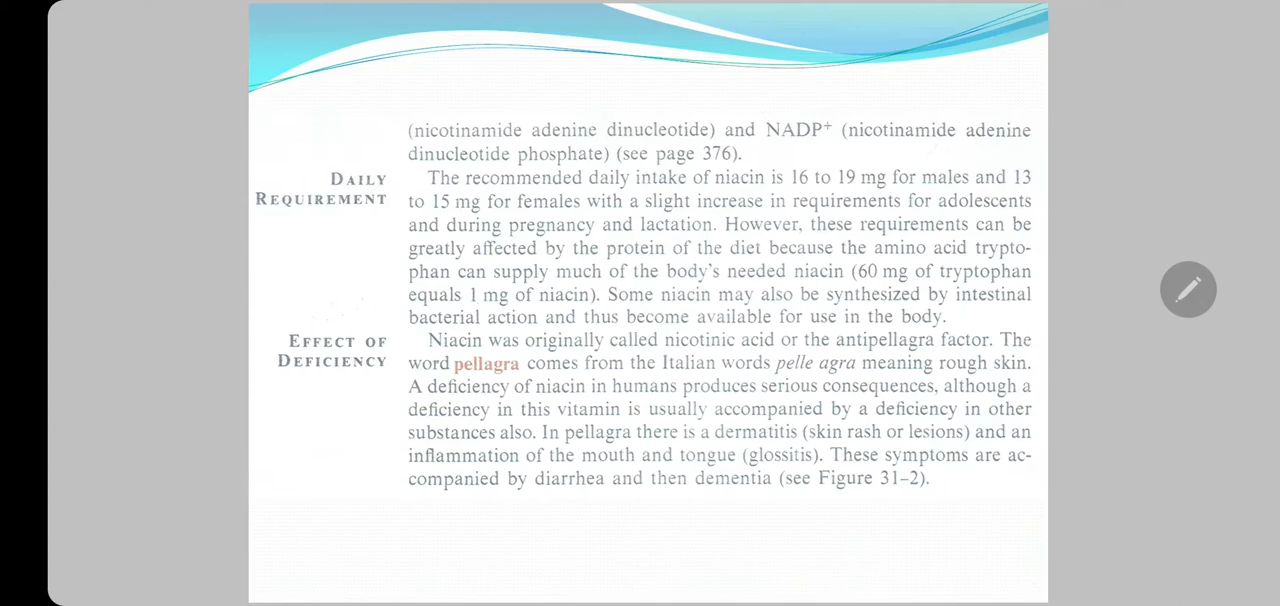 (nicotinamide adenine dinucleotide) and NADP+ (nicotinamide adenine
dinucleotide phosphate) (see page 376).
DAILY
REQUIREMENT
The recommended daily intake of niacin is 16 to 19 mg for males and 13
to 15 mg for females with a slight increase in requirements for adolescents
and during pregnancy and lactation. However, these requirements can be
greatly affected by the protein of the diet because the amino acid trypto-
phan can supply much of the body's needed niacin (60 mg of tryptophan
equals 1 mg of niacin). Some niacin may also be synthesized by intestinal
bacterial action and thus become available for use in the body.
EFFECT OF
DEFICIENCY
Niacin was originally called nicotinic acid or the antipellagra factor. The
word pellagra comes from the Italian words pelle agra meaning rough skin.
A deficiency of niacin in humans produces serious consequences, although a
deficiency in this vitamin is usually accompanied by a deficiency in other
substances also. In pellagra there is a dermatitis (skin rash or lesions) and an
inflammation of the mouth and tongue (glossitis). These symptoms are ac-
companied by diarrhea and then dementia (see Figure 31–2).